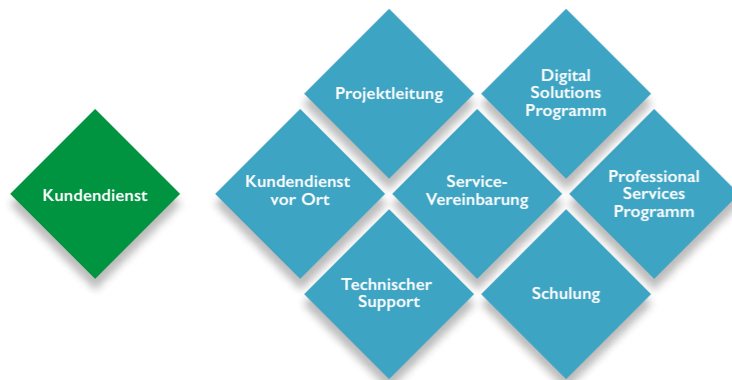 Projektleitung
Digital
Solutions
Programm
Kundendienst
Kundendienst
vor Ort
Service-
Vereinbarung
Professional
Services
Programm
Technischer
Support
Schulung